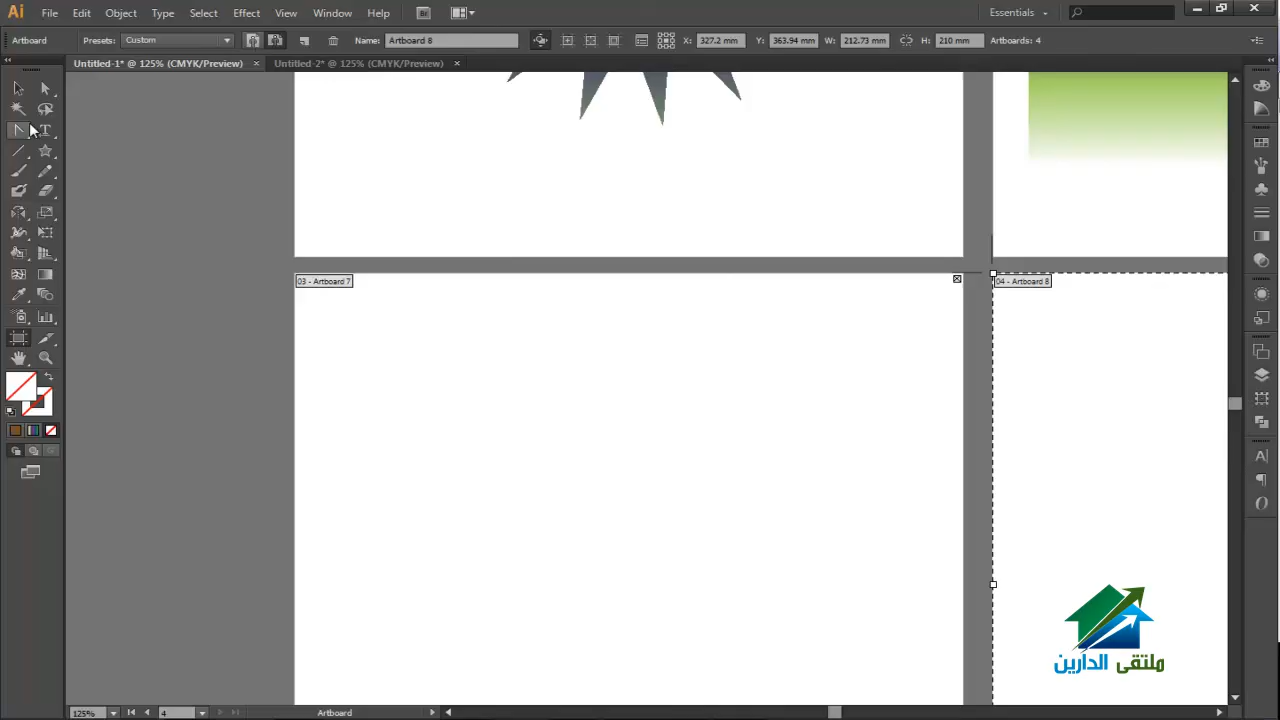 Ai File Edit Object Type Select Effect View Window Help Br Essentials
Artboard Presets: Custom Name: Artboard 8 X: 327.2 mm Y: 363.94 mm W: 212.73 mm H: 210 mm Artboards: 4
Untitled-1* @ 125% (CMYK/Preview) Untitled-2* @ 125% (CMYK/Preview)
03 - Artboard 7
04 - Artboard 8
ملتقى الدارين
125% 4 Artboard